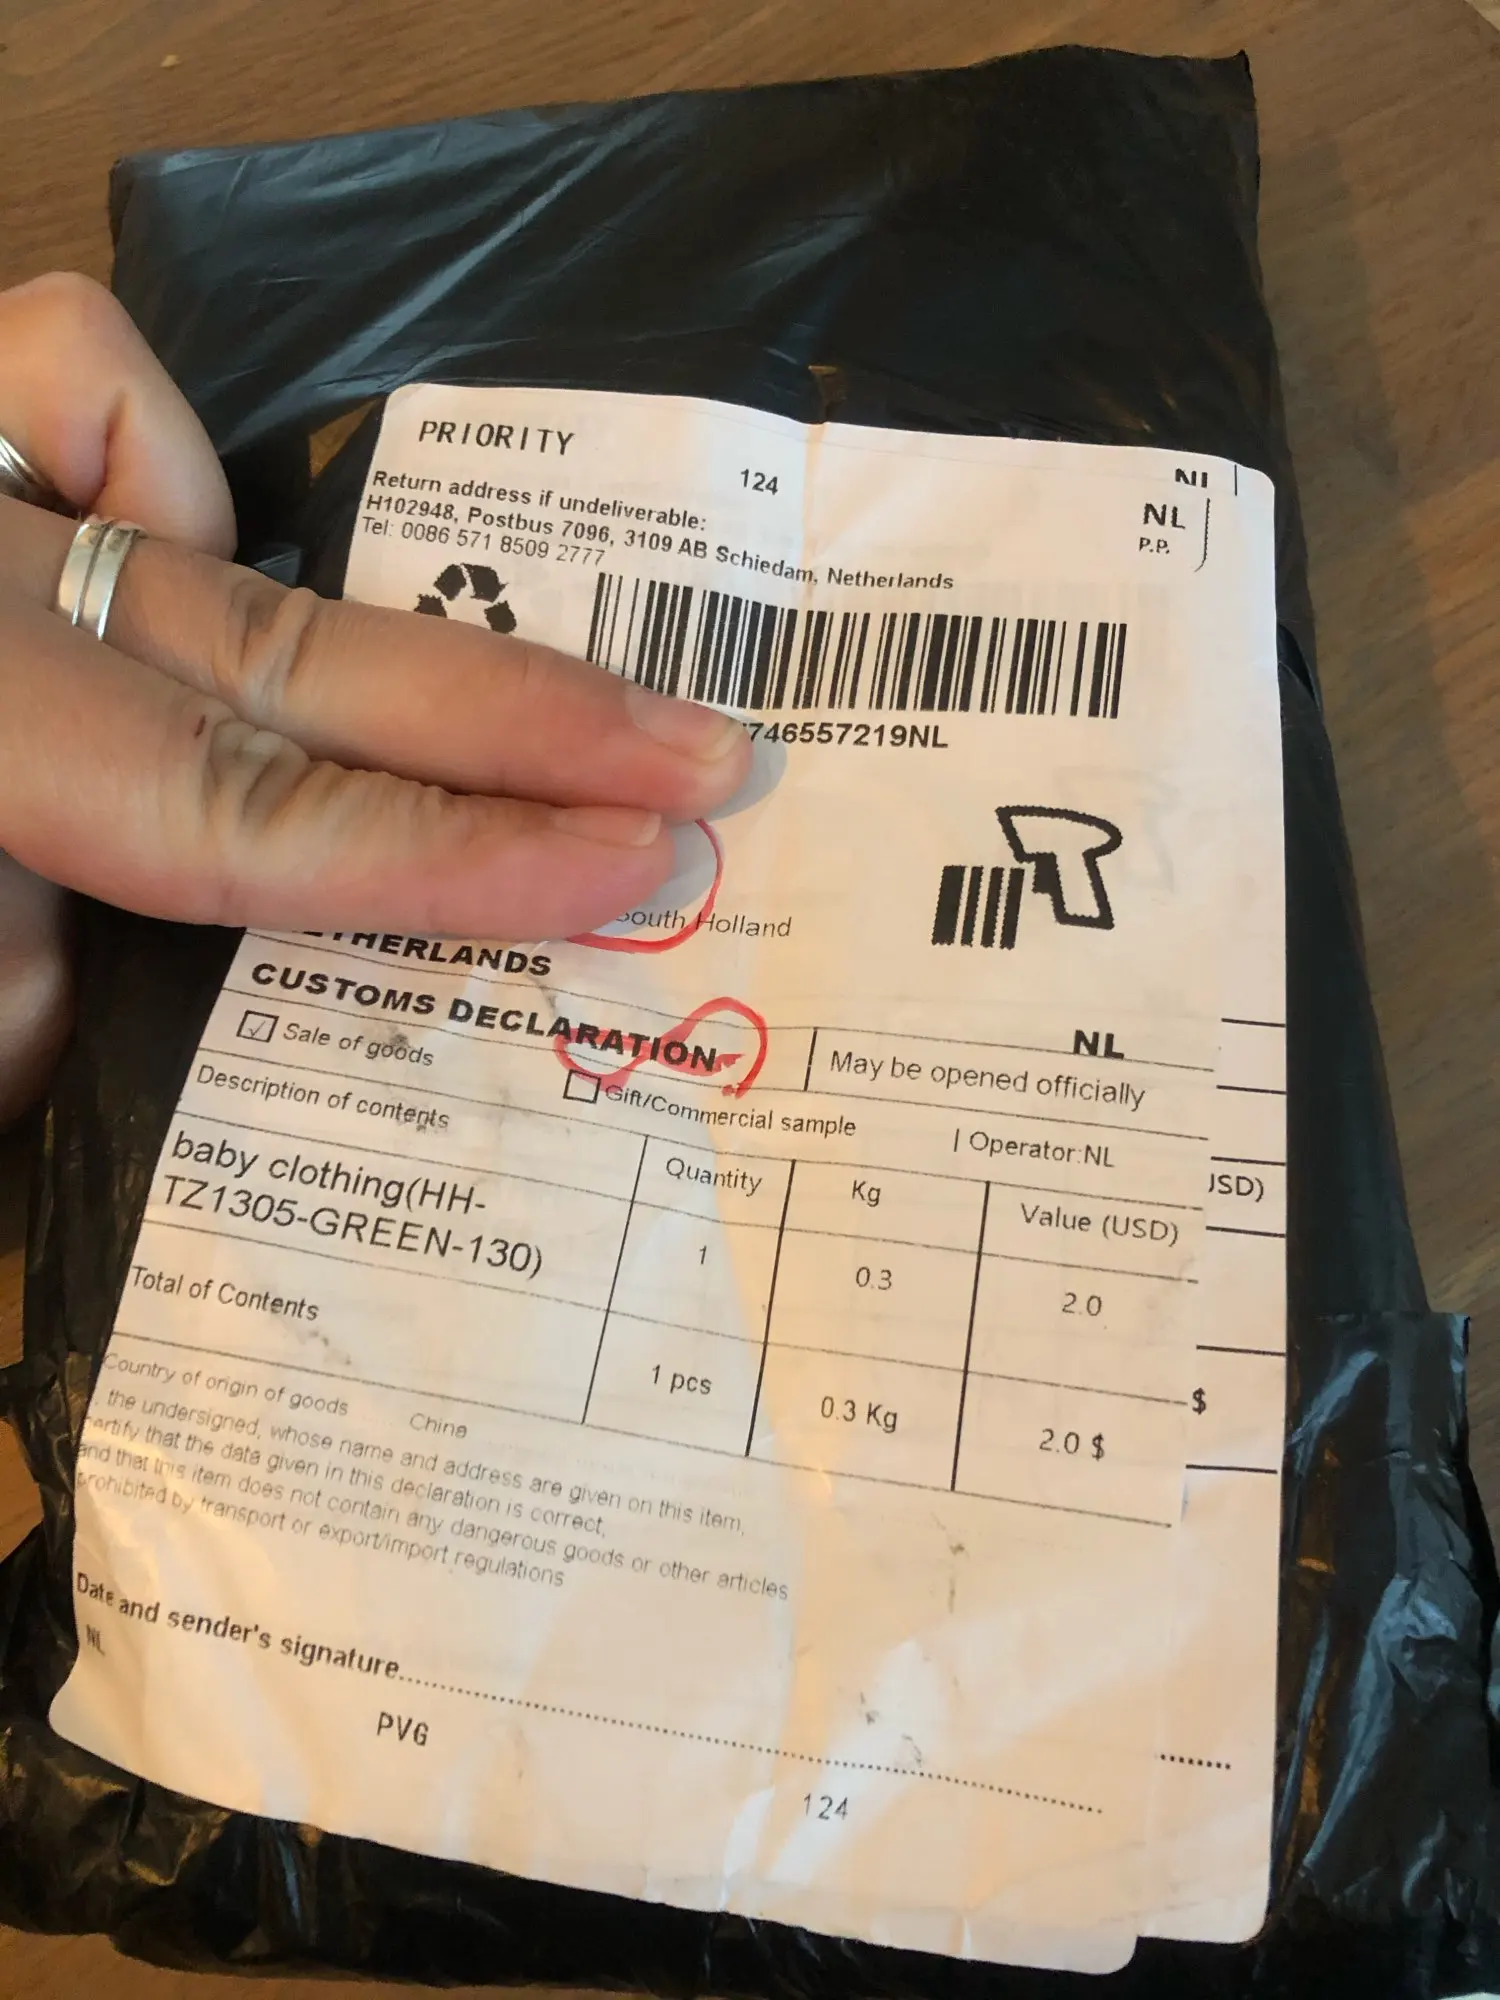 PRIORITY
124
NL
NL
P.P.
Return address if undeliverable:
H102948, Postbus 7096, 3109 AB Schiedam, Netherlands
Tel: 0086 571 8509 2777
746557219NL
South Holland
NETHERLANDS
CUSTOMS DECLARATION
NL
May be opened officially
Sale of goods
Gift/Commercial sample
| Operator:NL
Description of contents
Quantity
Kg
Value (USD)
USD)
baby clothing(HH-
TZ1305-GREEN-130)
1
0.3
2.0
Total of Contents
1 pcs
0.3 Kg
2.0 $
$
Country of origin of goods China
, the undersigned, whose name and address are given on this item,
certify that the data given in this declaration is correct,
and that this item does not contain any dangerous goods or other articles
prohibited by transport or export/import regulations
Date and sender's signature........
NL
PVG
124